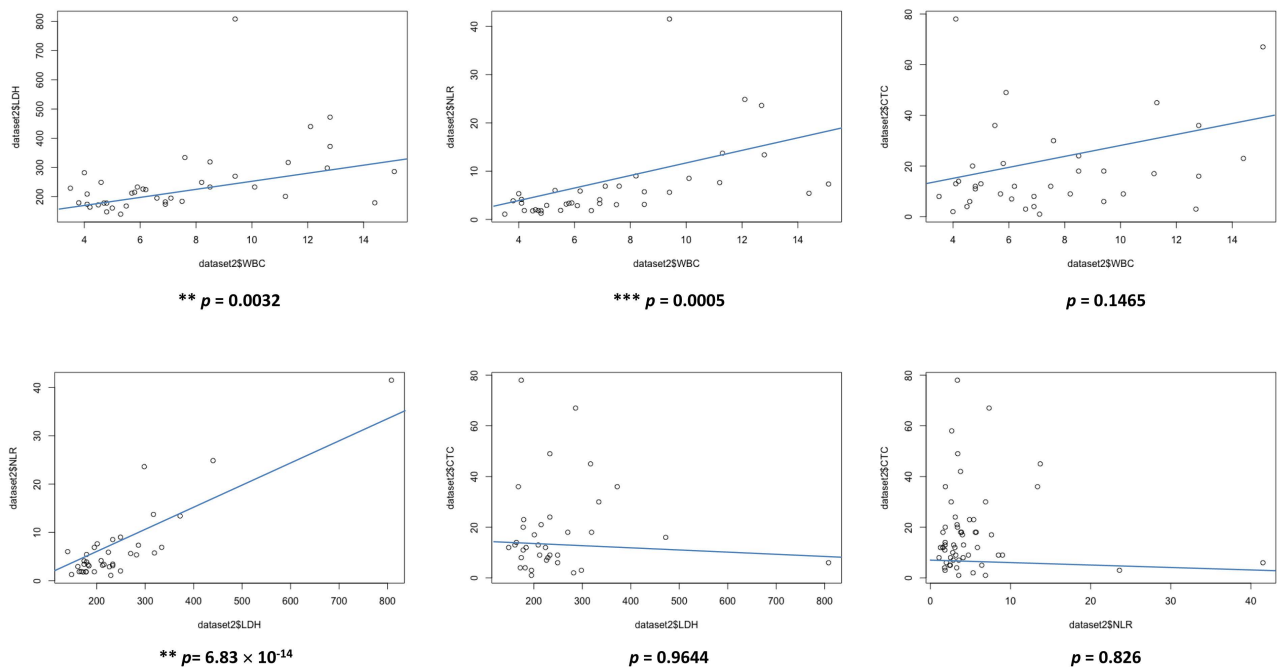 dataset2$LDH
200 300 400 500 600 700 800
4 6 8 10 12 14
dataset2$WBC
** p = 0.0032
dataset2$NLR
0 10 20 30 40
4 6 8 10 12 14
dataset2$WBC
*** p = 0.0005
dataset2$CTC
0 20 40 60 80
4 6 8 10 12 14
dataset2$WBC
p = 0.1465
dataset2$NLR
0 10 20 30 40
200 300 400 500 600 700 800
dataset2$LDH
** p= 6.83 × 10-14
dataset2$CTC
0 20 40 60 80
200 300 400 500 600 700 800
dataset2$LDH
p = 0.9644
dataset2$CTC
0 20 40 60 80
0 10 20 30 40
dataset2$NLR
p = 0.826